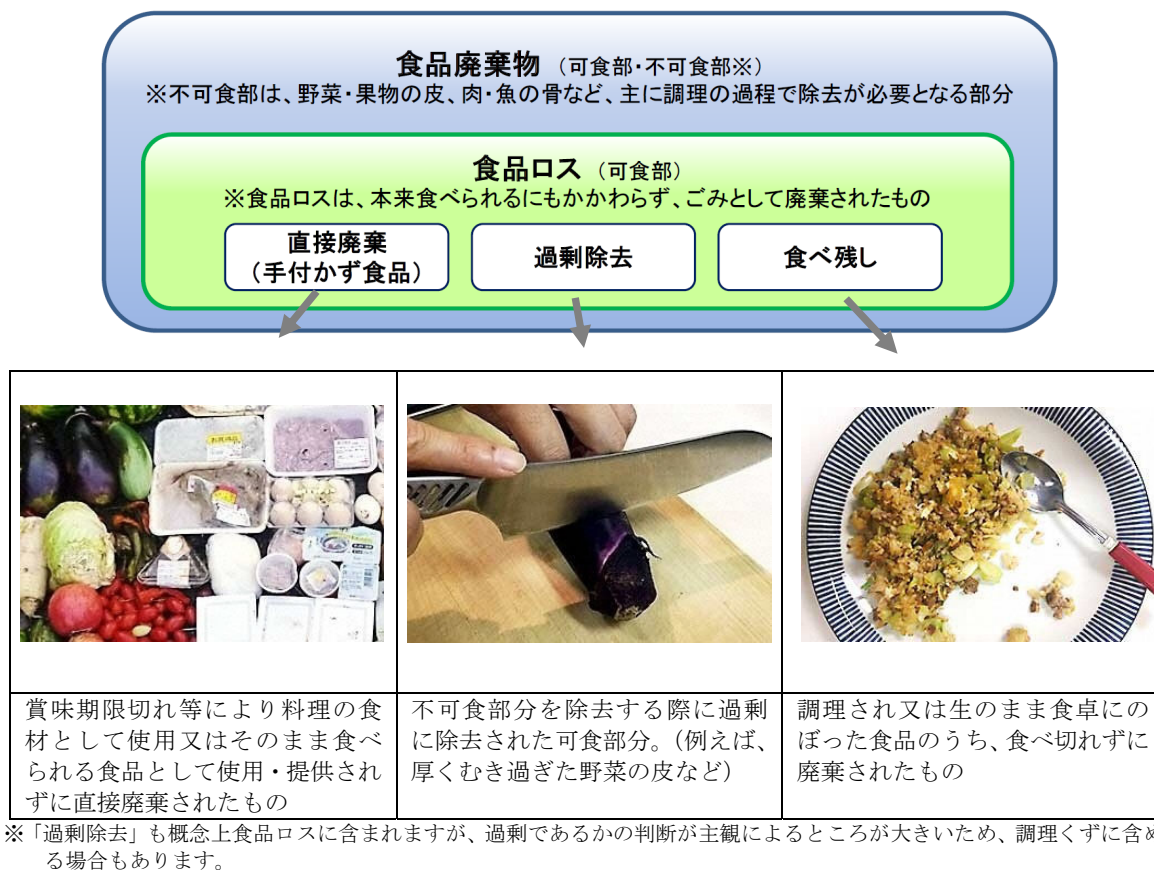 食品廃棄物 (可食部・不可食部※)
※不可食部は、野菜・果物の皮、肉・魚の骨など、主に調理の過程で除去が必要となる部分
食品ロス (可食部)
※食品ロスは、本来食べられるにもかかわらず、ごみとして廃棄されたもの
直接廃棄
(手付かず食品)
過剰除去
食べ残し
賞味期限切れ等により料理の食
材として使用又はそのまま食べ
られる食品として使用・提供され
ずに直接廃棄されたもの
不可食部分を除去する際に過剰
に除去された可食部分。(例えば、
厚くむき過ぎた野菜の皮など)
調理され又は生のまま食卓にの
ぼった食品のうち、食べ切れずに
廃棄されたもの
※「過剰除去」も概念上食品ロスに含まれますが、過剰であるかの判断が主観によるところが大きいため、調理くずに含め
る場合もあります。